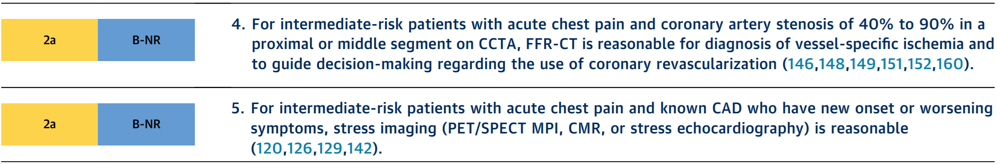 2a B-NR 4. For intermediate-risk patients with acute chest pain and coronary artery stenosis of 40% to 90% in a
proximal or middle segment on CCTA, FFR-CT is reasonable for diagnosis of vessel-specific ischemia and
to guide decision-making regarding the use of coronary revascularization (146,148,149,151,152,160).
2a B-NR 5. For intermediate-risk patients with acute chest pain and known CAD who have new onset or worsening
symptoms, stress imaging (PET/SPECT MPI, CMR, or stress echocardiography) is reasonable
(120,126,129,142).